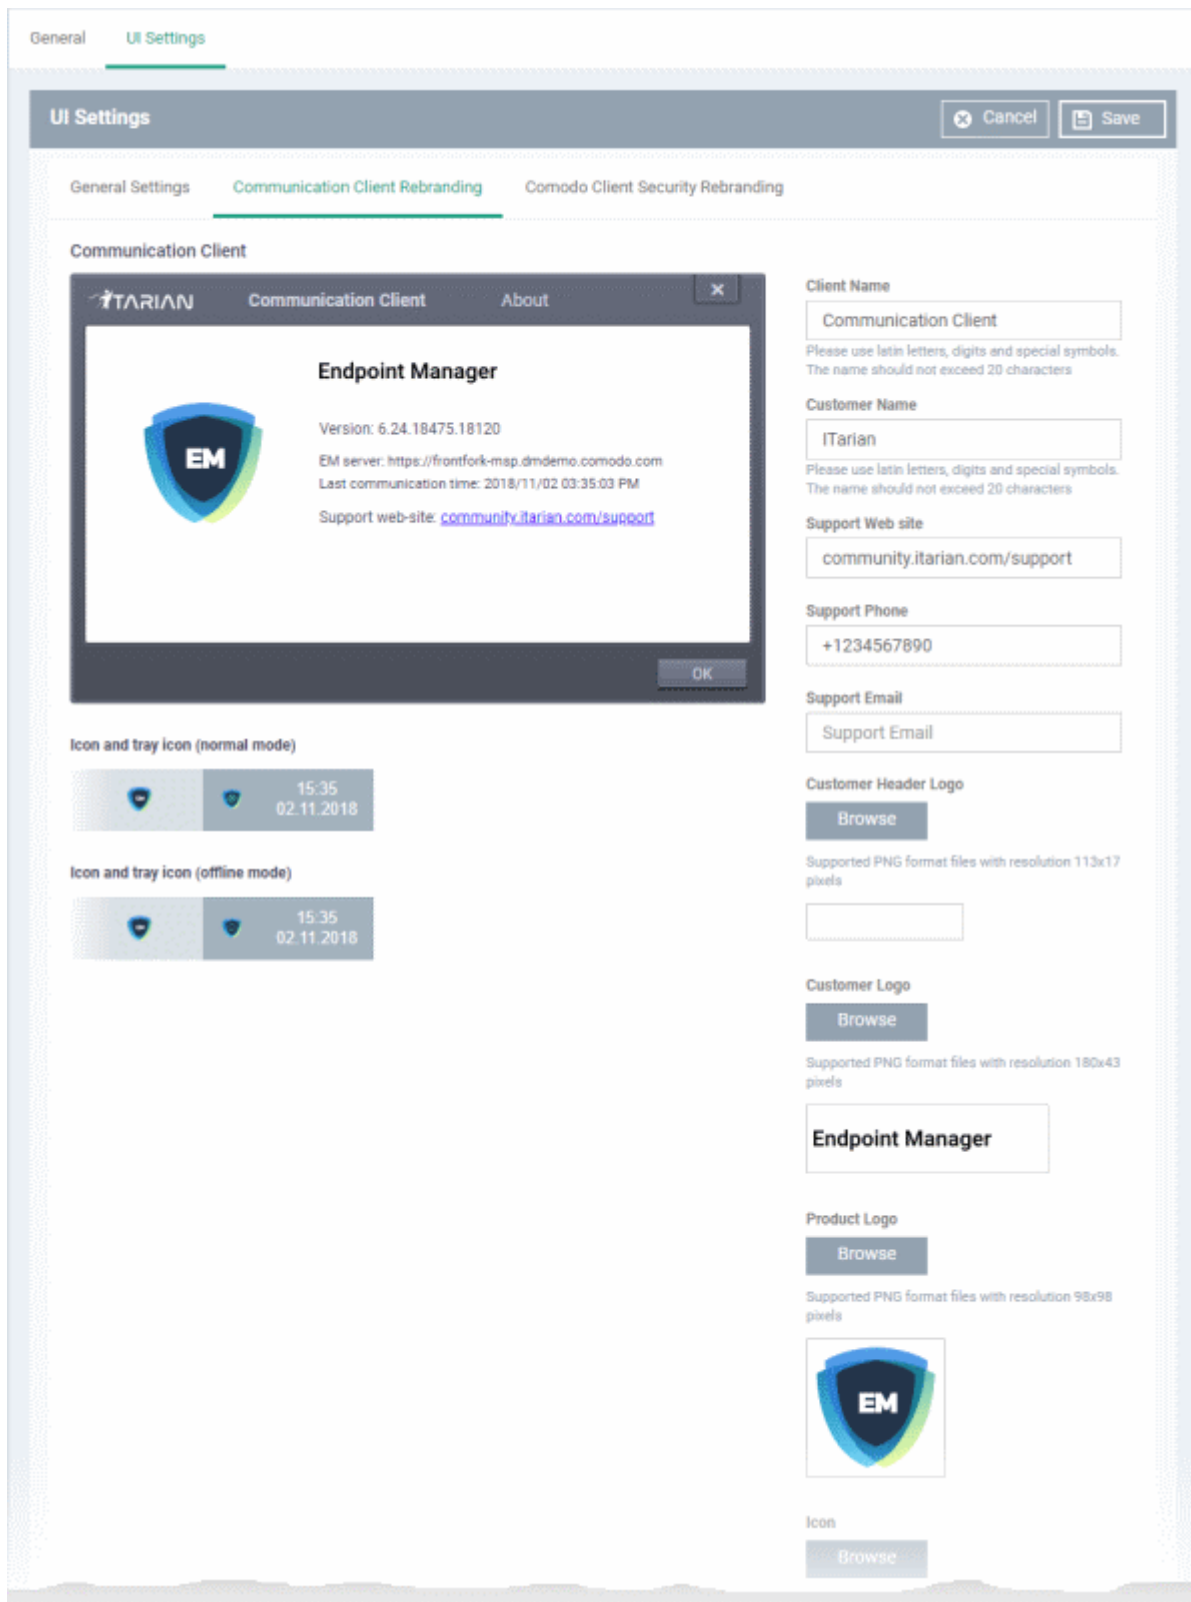 General UI Settings
UI Settings
Cancel Save
General Settings Communication Client Rebranding Comodo Client Security Rebranding
Communication Client
ITARIAN Communication Client About
Endpoint Manager
EM
Version: 6.24.18475.18120
EM server: https://frontfork-msp.dmdemo.comodo.com
Last communication time: 2018/11/02 03:35:03 PM
Support web-site: community.itarian.com/support
OK
Icon and tray icon (normal mode)
15:35
02.11.2018
Icon and tray icon (offline mode)
15:35
02.11.2018
Client Name
Communication Client
Please use latin letters, digits and special symbols.
The name should not exceed 20 characters
Customer Name
ITarian
Please use latin letters, digits and special symbols.
The name should not exceed 20 characters
Support Web site
community.itarian.com/support
Support Phone
+1234567890
Support Email
Support Email
Customer Header Logo
Browse
Supported PNG format files with resolution 113x17
pixels
Customer Logo
Browse
Supported PNG format files with resolution 180x43
pixels
Endpoint Manager
Product Logo
Browse
Supported PNG format files with resolution 98x98
pixels
EM
Icon
Browse